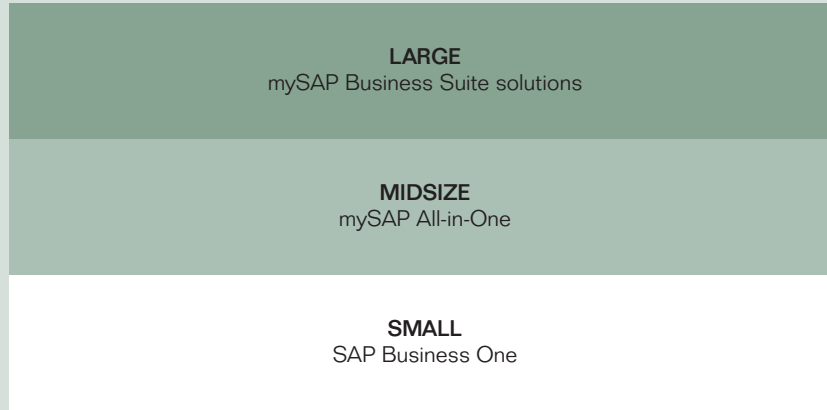 LARGE
mySAP Business Suite solutions
MIDSIZE
mySAP All-in-One
SMALL
SAP Business One